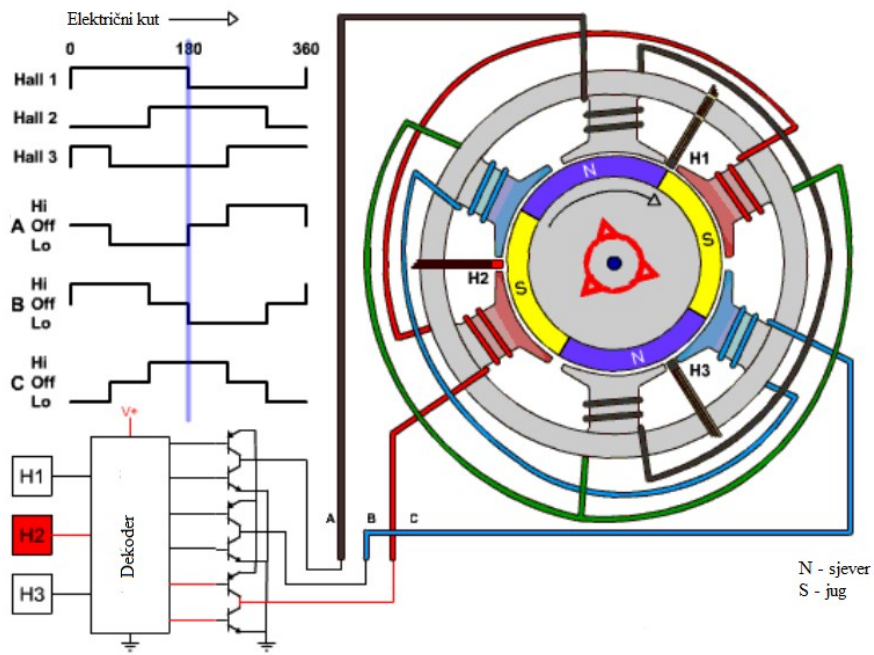 Električni kut
0 180 360
Hall 1
Hall 2
Hall 3
Hi
A Off
Lo
Hi
B Off
Lo
Hi
C Off
Lo
V+
H1
H2
H3
Dekoder
A B C
N
H1
S
H2
S
H3
N
N - sjever
S - jug